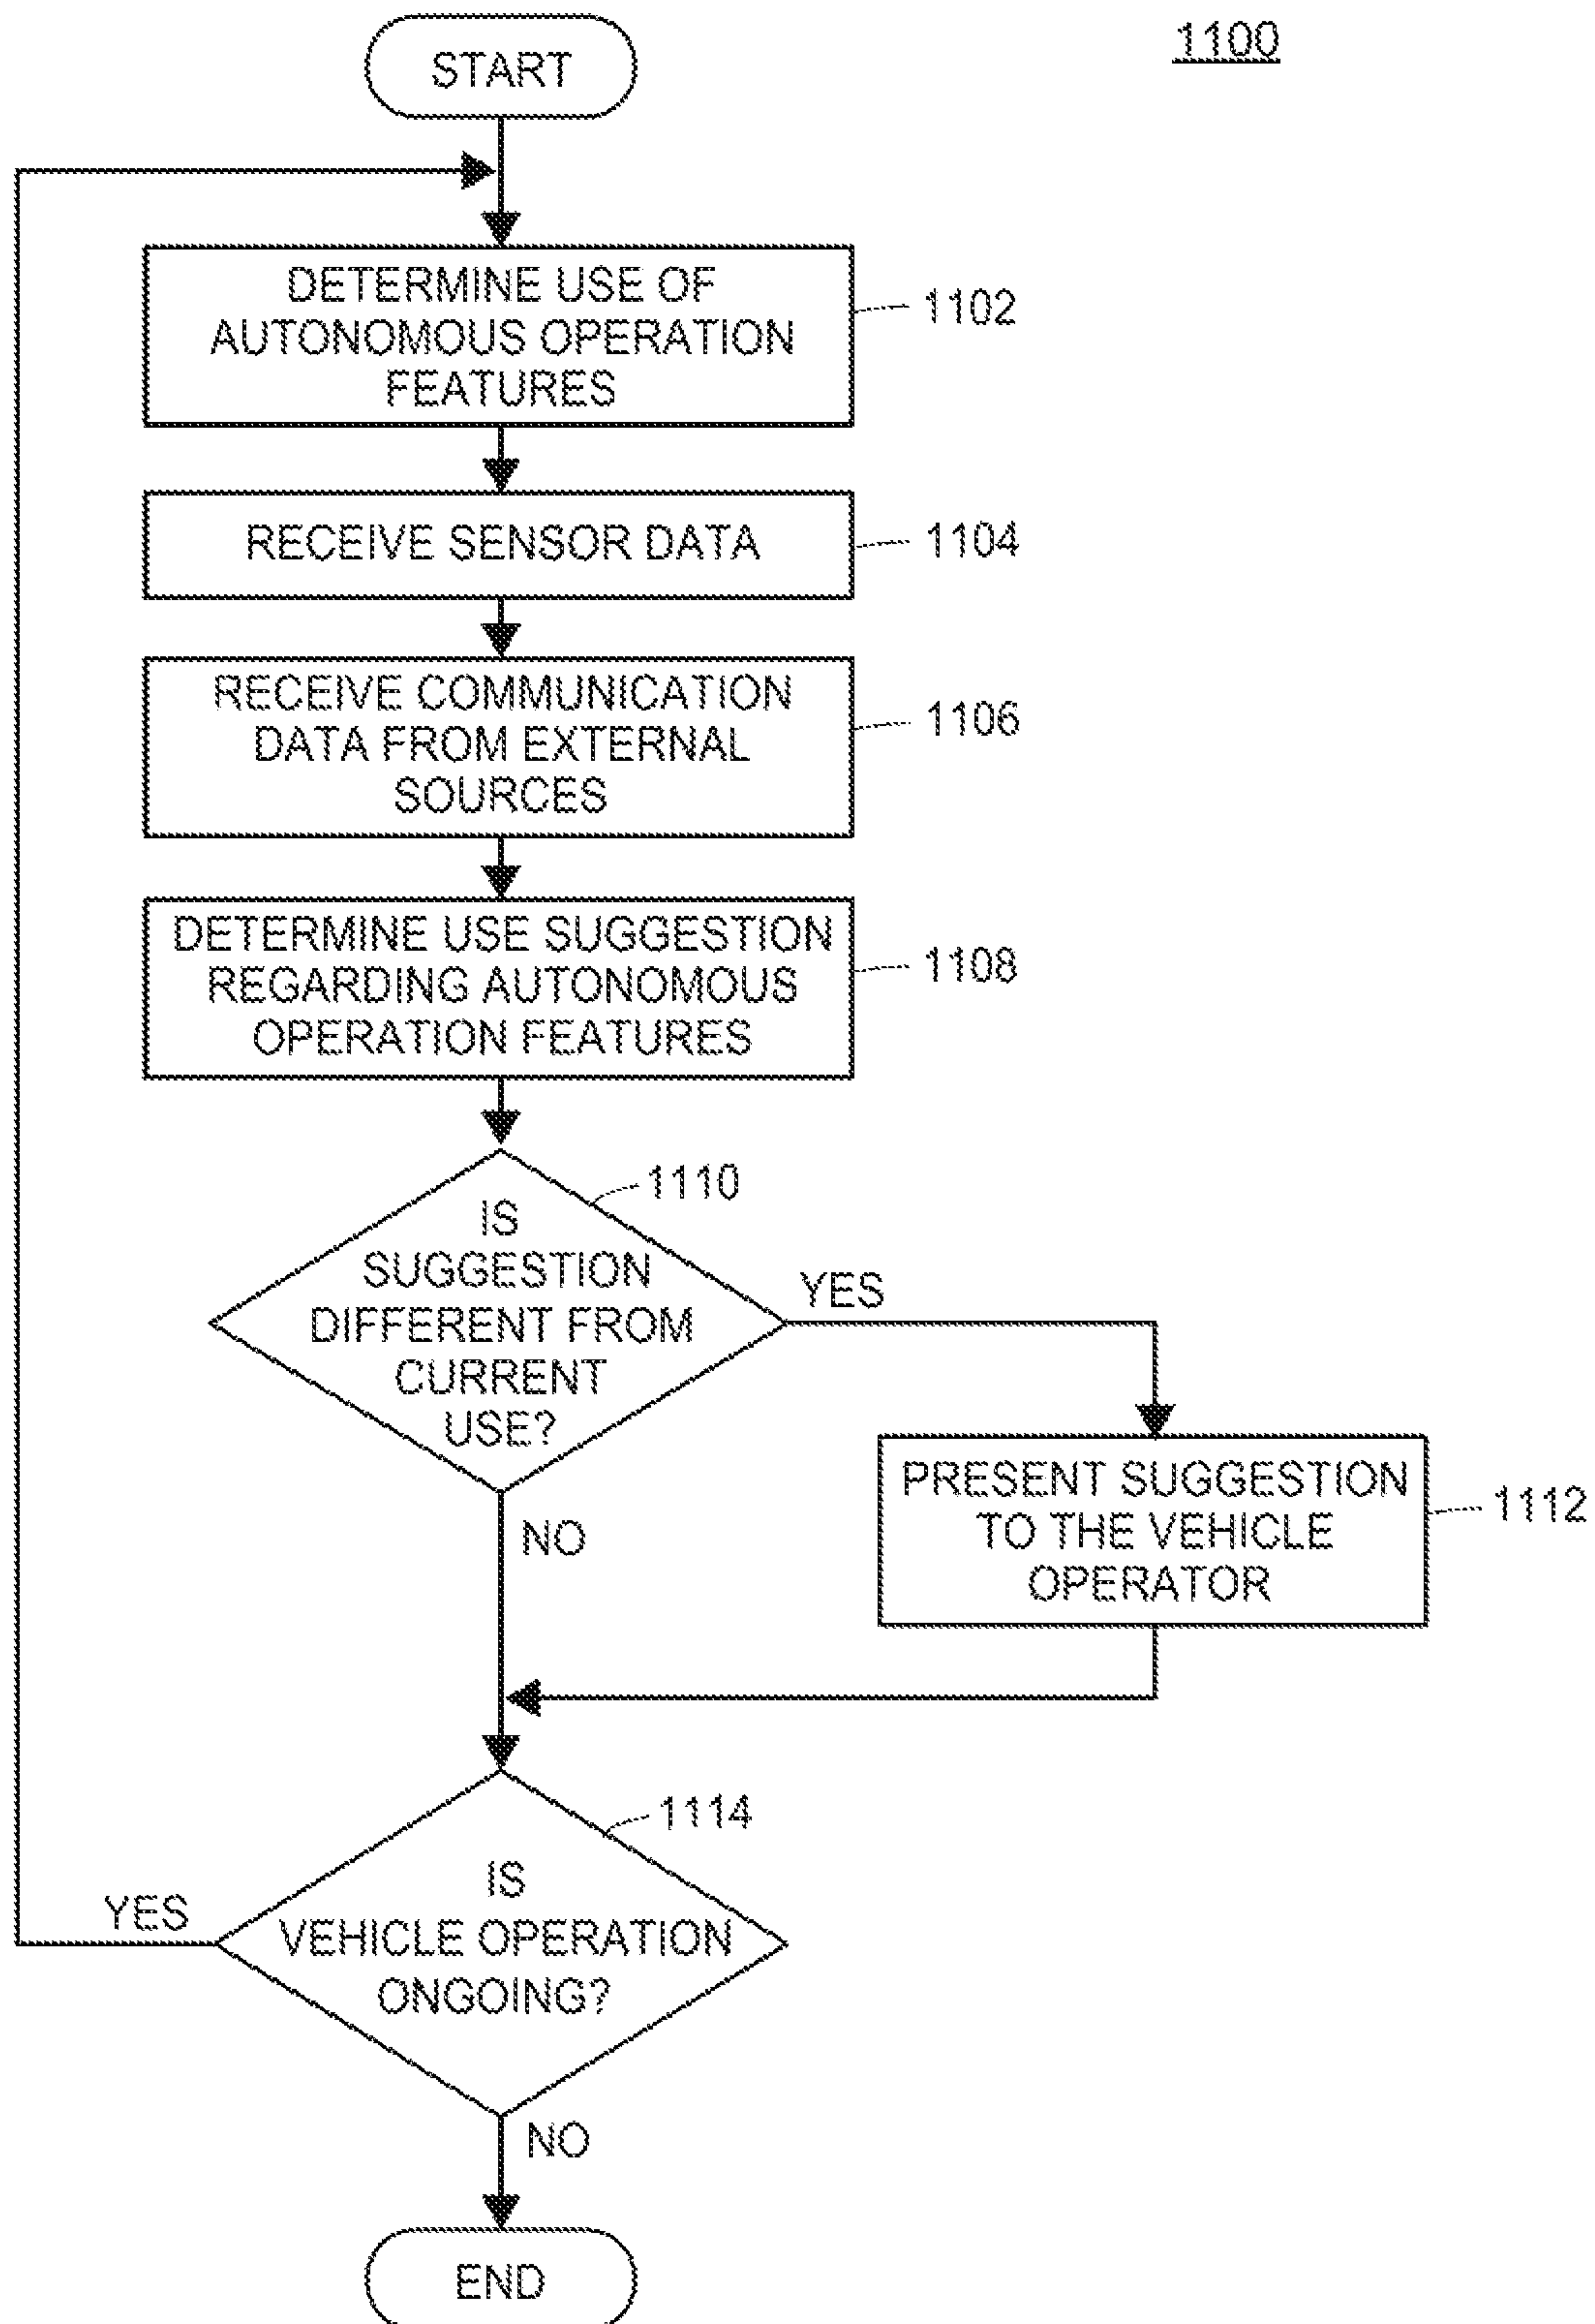 1100
START
DETERMINE USE OF
AUTONOMOUS OPERATION
FEATURES
1102
RECEIVE SENSOR DATA
1104
RECEIVE COMMUNICATION
DATA FROM EXTERNAL
SOURCES
1106
DETERMINE USE SUGGESTION
REGARDING AUTONOMOUS
OPERATION FEATURES
1108
1110
IS
SUGGESTION
DIFFERENT FROM
CURRENT
USE?
YES
NO
PRESENT SUGGESTION
TO THE VEHICLE
OPERATOR
1112
1114
IS
VEHICLE OPERATION
ONGOING?
YES
NO
END